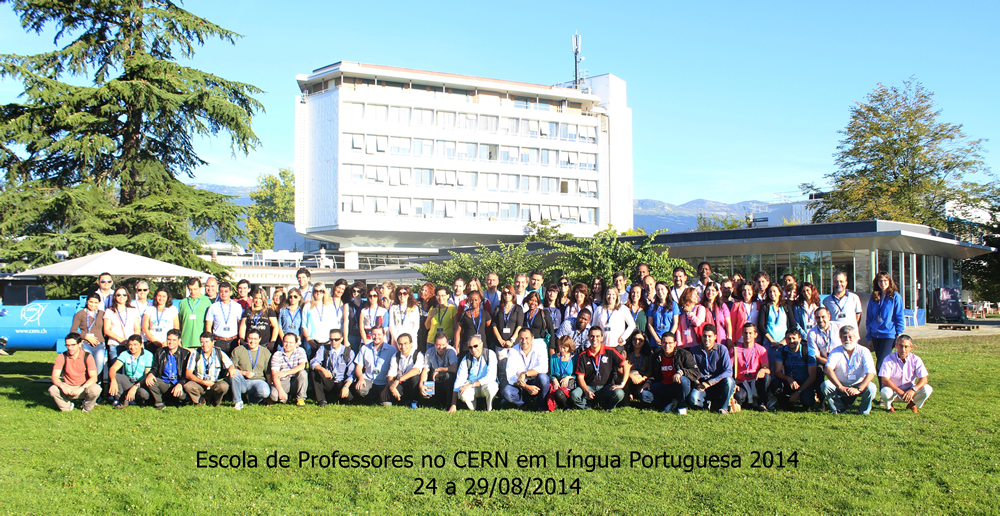 www.cern.ch
Escola de Professores no CERN em Língua Portuguesa 2014
24 a 29/08/2014